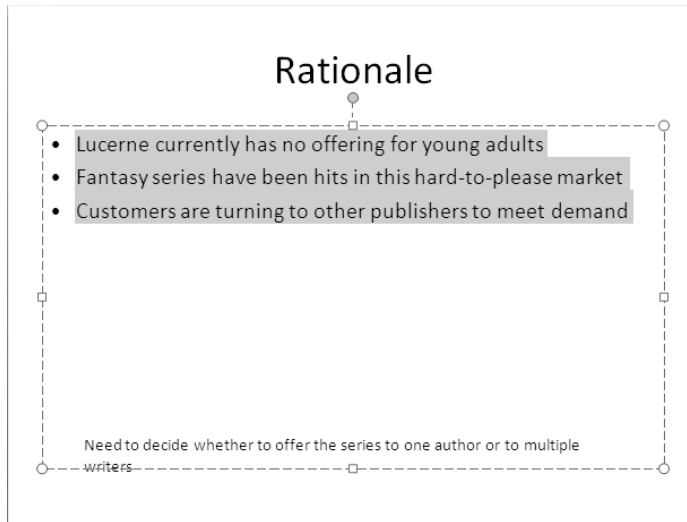 Rationale
• Lucerne currently has no offering for young adults
• Fantasy series have been hits in this hard-to-please market
• Customers are turning to other publishers to meet demand
Need to decide whether to offer the series to one author or to multiple
writers